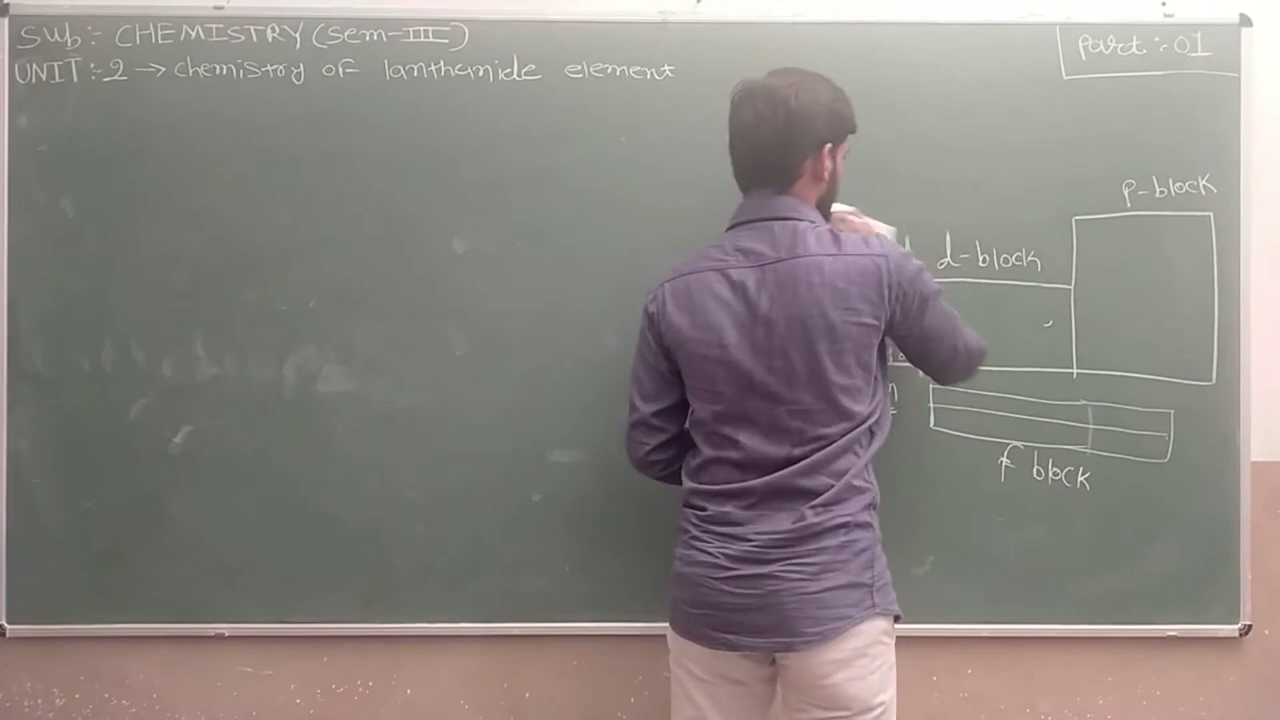 Sub:- CHEMISTRY (Sem-III)
UNIT:-2 → chemistry of lanthanide element
Part:-01
p-block
d-block
f block